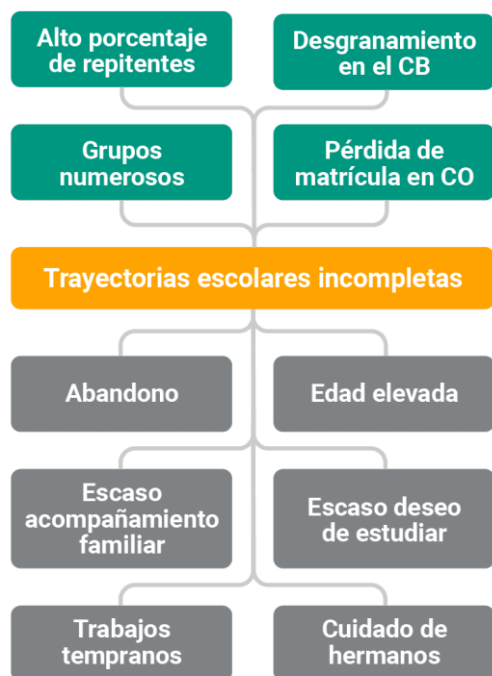 Alto porcentaje
de repitentes
Desgranamiento
en el CB
Grupos
numerosos
Pérdida de
matrícula en CO
Trayectorias escolares incompletas
Abandono
Edad elevada
Escaso
acompañamiento
familiar
Escaso deseo
de estudiar
Trabajos
tempranos
Cuidado de
hermanos